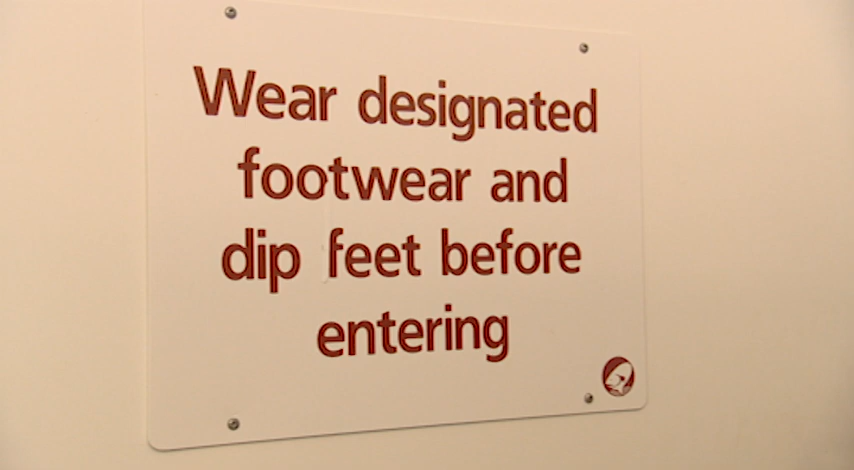 Wear designated
footwear and
dip feet before
entering